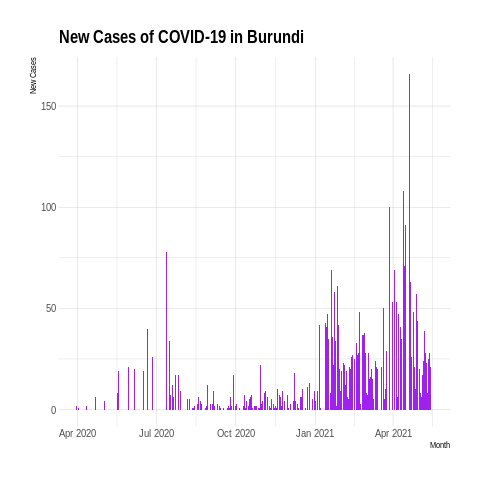 New Cases of COVID-19 in Burundi
New Cases
150
100
50
0
Apr 2020 Jul 2020 Oct 2020 Jan 2021 Apr 2021
Month